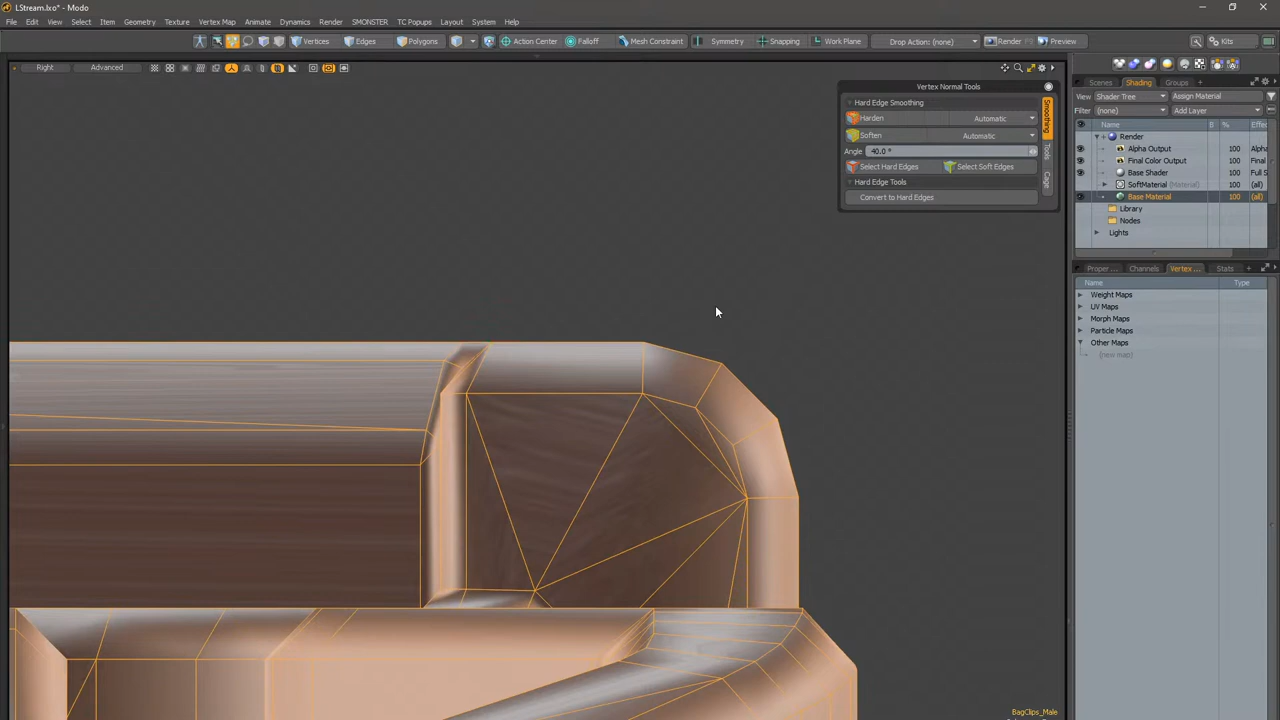 LStream.lxo* - Modo
File Edit View Select Item Geometry Texture Vertex Map Animate Dynamics Render SMONSTER TC Popups Layout System Help
Vertices Edges Polygons Action Center Falloff Mesh Constraint Symmetry Snapping Work Plane Drop Action: (none) Render Preview Kits
Right Advanced
Vertex Normal Tools
Hard Edge Smoothing
Harden Automatic
Soften Automatic
Angle 40.0 °
Select Hard Edges Select Soft Edges
Hard Edge Tools
Convert to Hard Edges
Smoothing
Tools
Cage
Scenes Shading Groups
View Shader Tree Assign Material
Filter (none) Add Layer
Name B % Effec
Render
Alpha Output 100 Alpha
Final Color Output 100 Final
Base Shader 100 Full S
SoftMaterial (Material) 100 (all)
Base Material 100 (all)
Library
Nodes
Lights
Proper ... Channels Vertex ... Stats +
Name Type
Weight Maps
UV Maps
Morph Maps
Particle Maps
Other Maps
(new map)
BagClips_Male